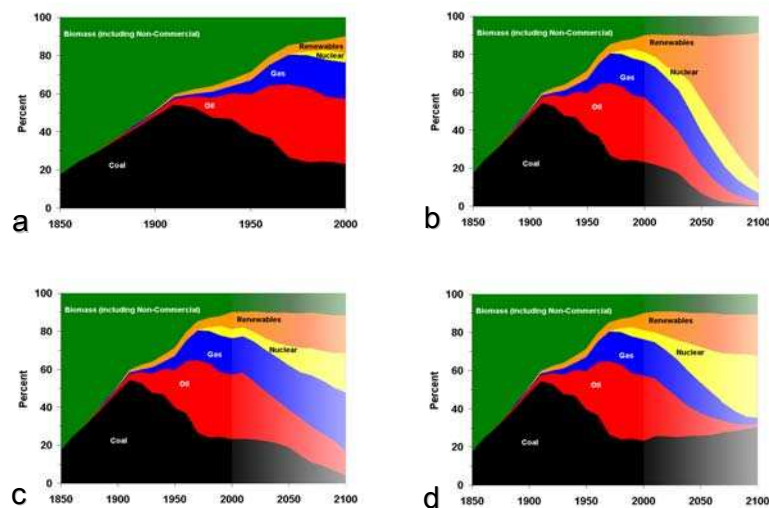 100
80
60
40
20
0
Percent
Biomass (including Non-Commercial)
Renewables
Nuclear
Gas
Oil
Coal
1850 1900 1950 2000
a
100
80
60
40
20
0
Percent
Biomass (including Non-Commercial)
Renewables
Nuclear
Gas
Oil
Coal
1850 1900 1950 2000 2050 2100
b
100
80
60
40
20
0
Percent
Biomass (including Non-Commercial)
Renewables
Nuclear
Gas
Oil
Coal
1850 1900 1950 2000 2050 2100
c
100
80
60
40
20
0
Percent
Biomass (including Non-Commercial)
Renewables
Nuclear
Gas
Oil
Coal
1850 1900 1950 2000 2050 2100
d